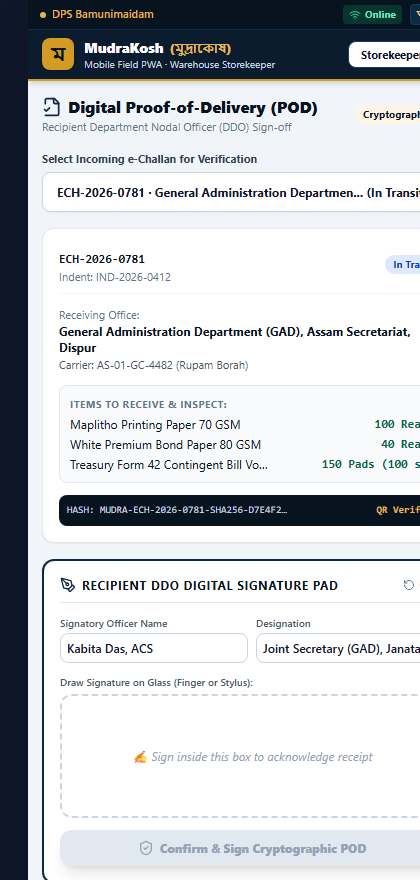 DPS Bamunimaidam
Online
ম
MudraKosh (মুদ্ৰাকোষ)
Mobile Field PWA · Warehouse Storekeeper
Storekeeper
Digital Proof-of-Delivery (POD)
Recipient Department Nodal Officer (DDO) Sign-off
Cryptograph
Select Incoming e-Challan for Verification
ECH-2026-0781 · General Administration Departmen... (In Transi
ECH-2026-0781
Indent: IND-2026-0412
In Tra
Receiving Office:
General Administration Department (GAD), Assam Secretariat,
Dispur
Carrier: AS-01-GC-4482 (Rupam Borah)
ITEMS TO RECEIVE & INSPECT:
Maplitho Printing Paper 70 GSM 100 Rea
White Premium Bond Paper 80 GSM 40 Rea
Treasury Form 42 Contingent Bill Vo... 150 Pads (100 s
HASH: MUDRA-ECH-2026-0781-SHA256-D7E4F2… QR Verif
RECIPIENT DDO DIGITAL SIGNATURE PAD
Signatory Officer Name
Designation
Kabita Das, ACS
Joint Secretary (GAD), Janata
Draw Signature on Glass (Finger or Stylus):
✍️ Sign inside this box to acknowledge receipt
Confirm & Sign Cryptographic POD